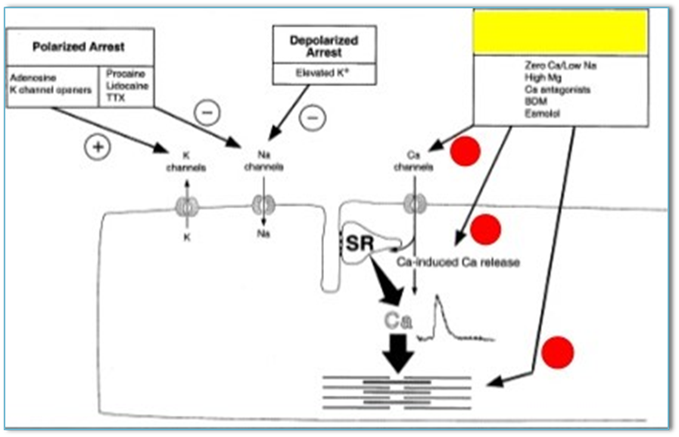 Polarized Arrest
Adenosine
K channel openers
Procaine
Lidocaine
TTX
Depolarized
Arrest
Elevated K+
Zero Ca/Low Na
High Mg
Ca antagonists
BDM
Esmolol
−
−
+
K
channels
Na
channels
Ca
channels
K
Na
SR
Ca-induced Ca release
Ca